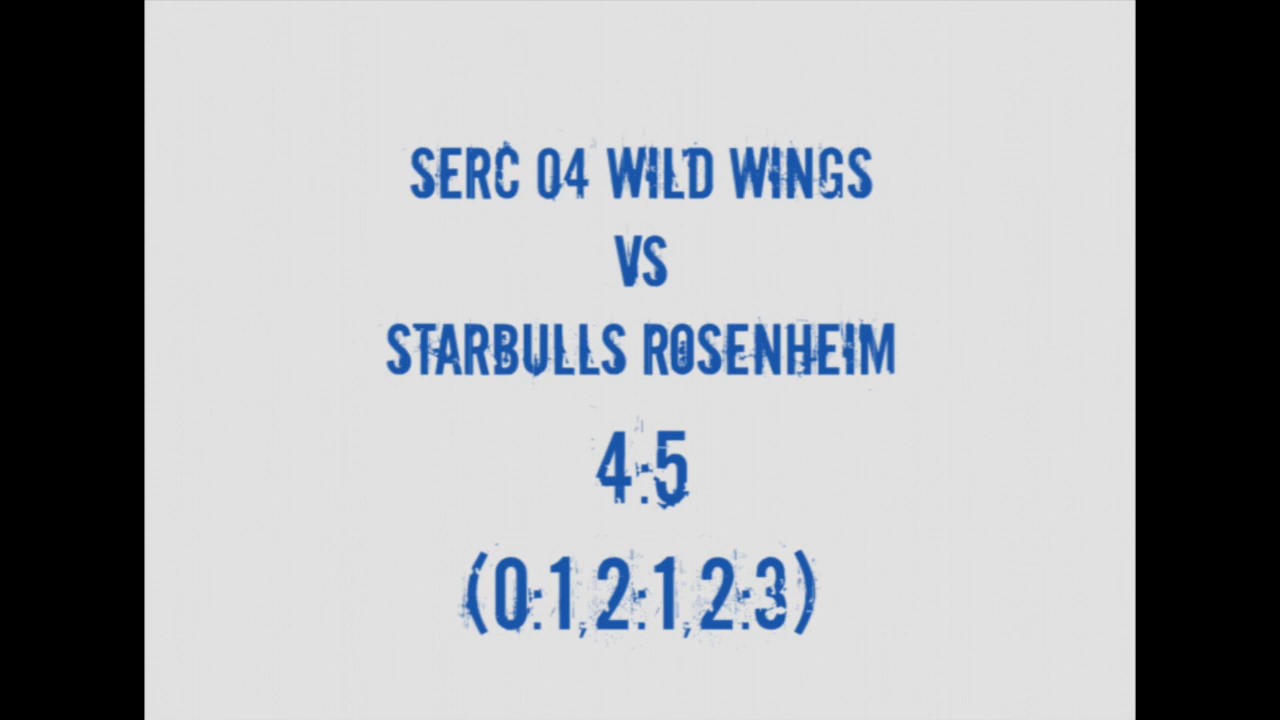 SERC 04 WILD WINGS
VS
STARBULLS ROSENHEIM
4:5
(0:1,2:1,2:3)